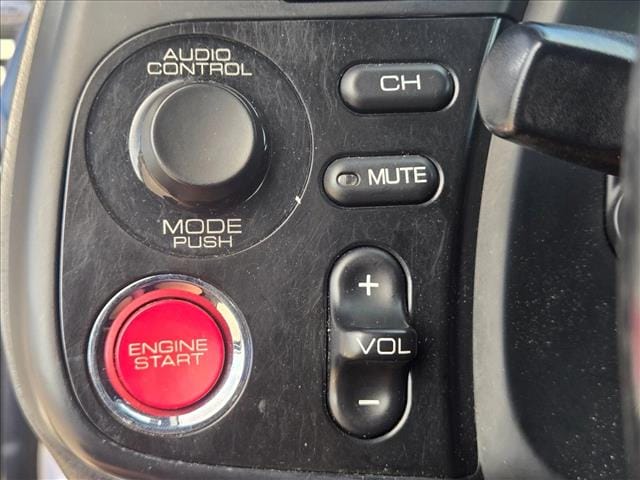 AUDIO
CONTROL
MODE
PUSH
CH
MUTE
ENGINE
START
+
VOL
-